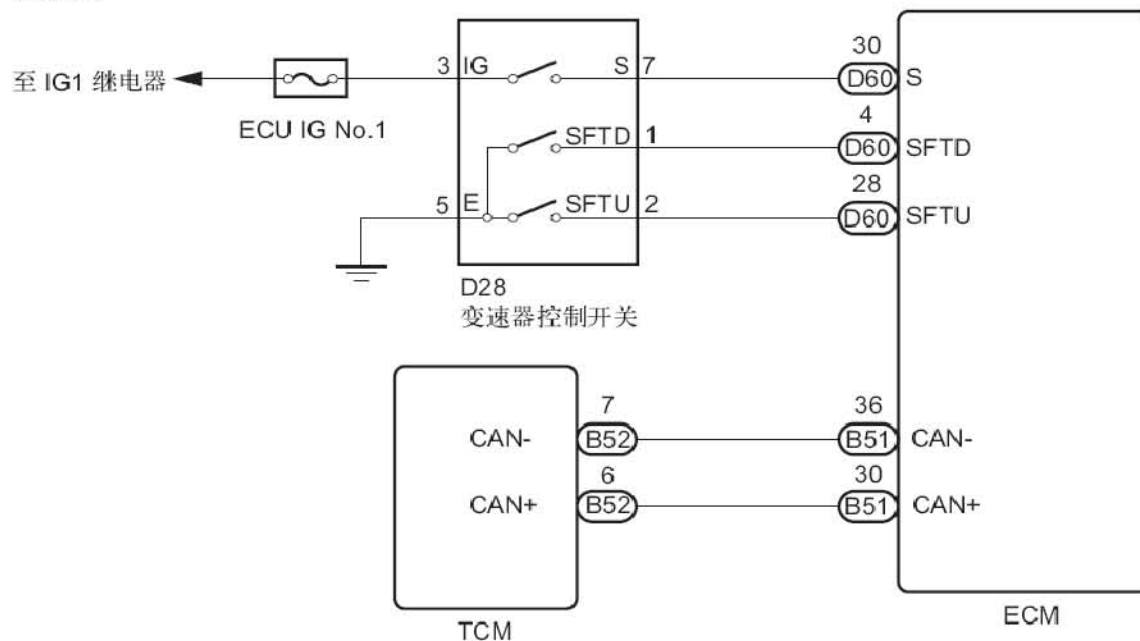 30
3 IG S 7 D60 S
至 IG1 继电器
4
ECU IG No.1 SFTD 1 D60 SFTD
28
5 E SFTU 2 D60 SFTU
D28
变速器控制开关
7 36
CAN- B52 B51 CAN-
6 30
CAN+ B52 B51 CAN+
TCM ECM